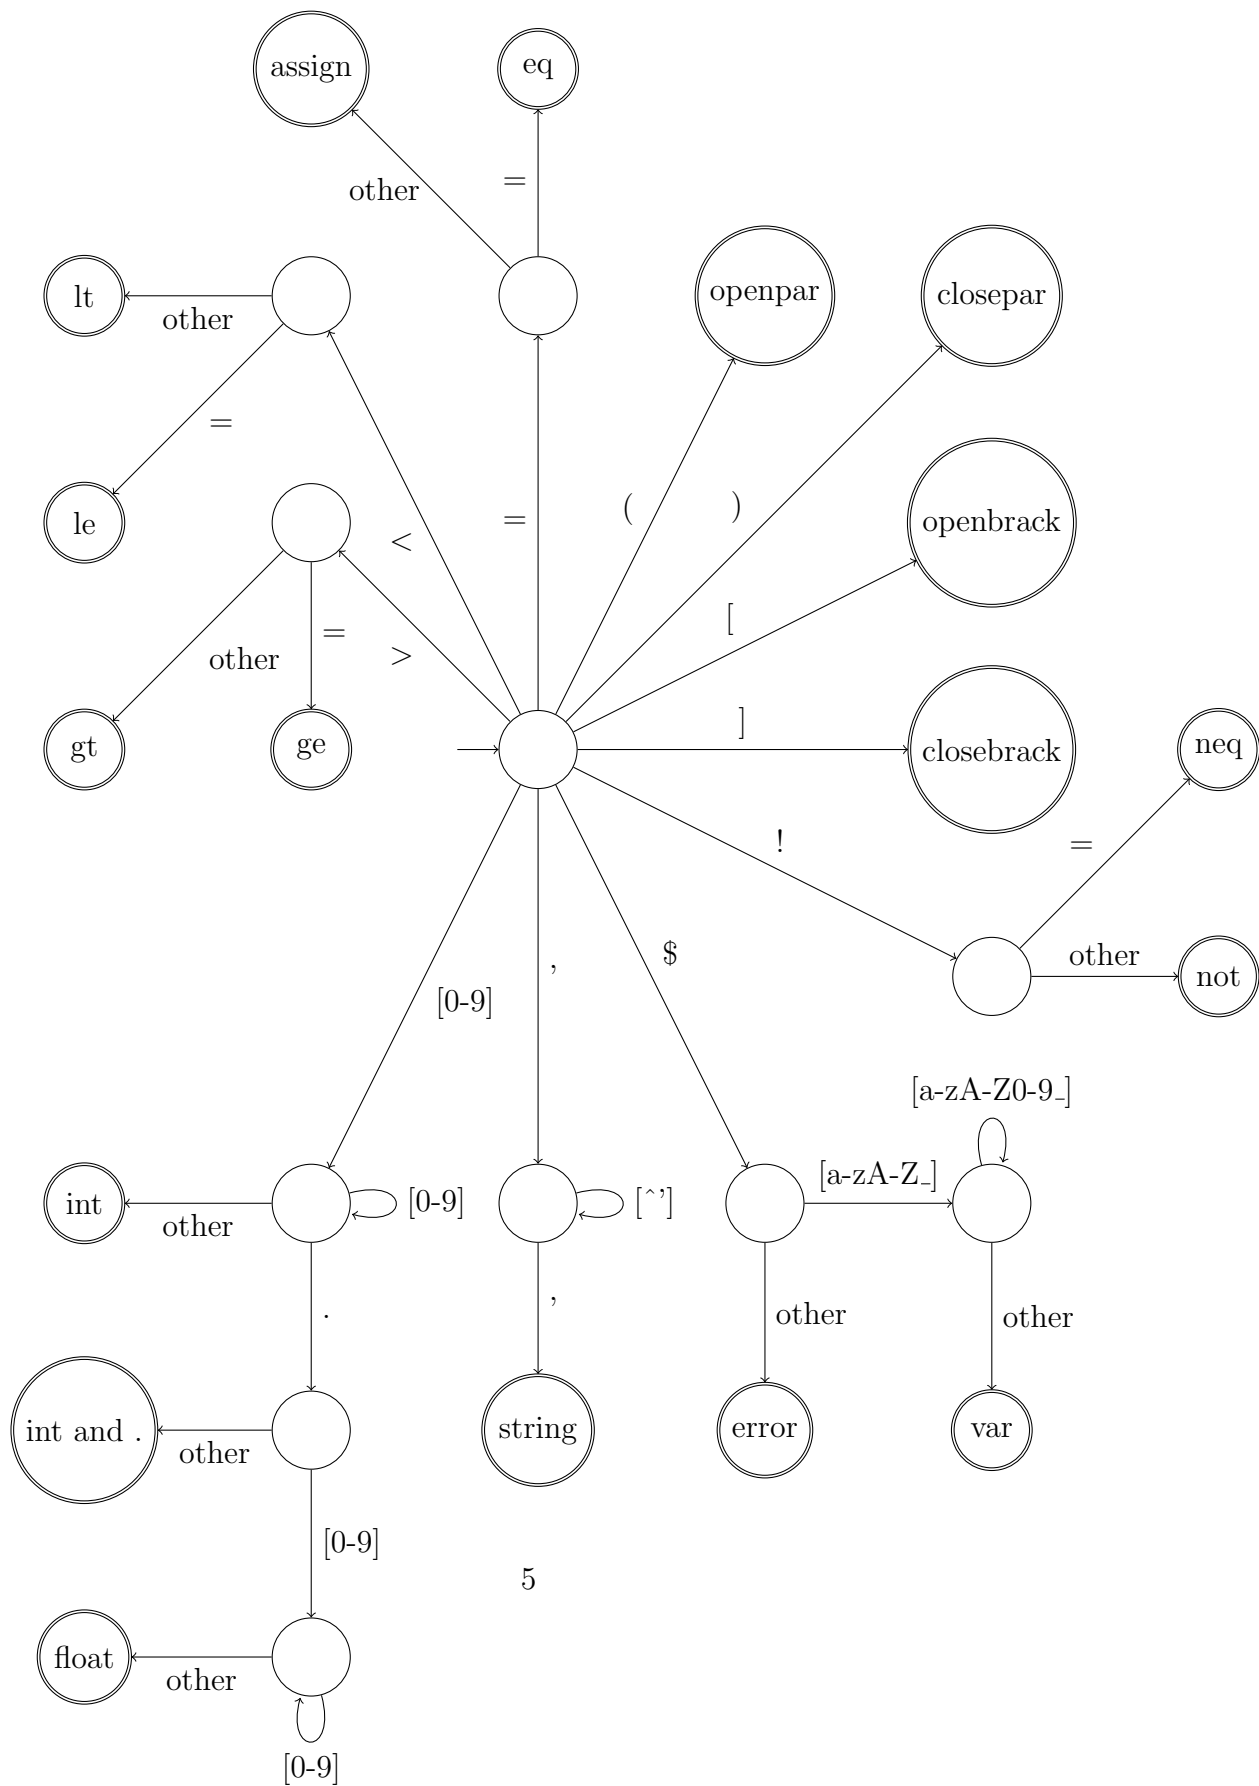 assign
eq
=
other
lt
other
openpar
closepar
=
le
<
=
(
)
openbrack
[
other
=
>
gt
ge
]
closebrack
neq
!
=
$
,
[0-9]
other
not
[a-zA-Z0-9_]
[a-zA-Z_]
int
other
[0-9]
[^']
.
,
other
other
int and .
other
string
error
var
[0-9]
5
float
other
[0-9]